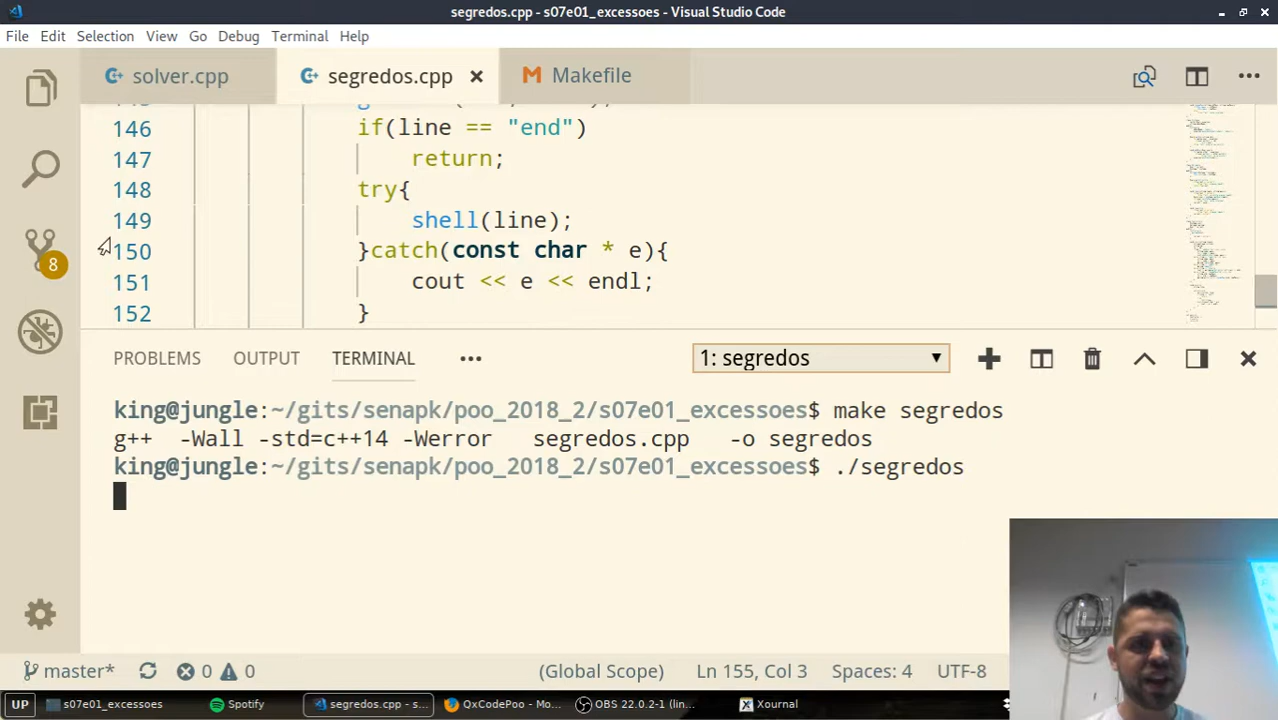 segredos.cpp - s07e01_excessoes - Visual Studio Code
File Edit Selection View Go Debug Terminal Help
solver.cpp segredos.cpp Makefile
146 if(line == "end")
147 return;
148 try{
149 shell(line);
150 }catch(const char * e){
151 cout << e << endl;
152 }
8
PROBLEMS OUTPUT TERMINAL 1: segredos
king@jungle:~/gits/senapk/poo_2018_2/s07e01_excessoes$ make segredos
g++ -Wall -std=c++14 -Werror segredos.cpp -o segredos
king@jungle:~/gits/senapk/poo_2018_2/s07e01_excessoes$ ./segredos
master* 0 0 (Global Scope) Ln 155, Col 3 Spaces: 4 UTF-8
UP s07e01_excessoes Spotify segredos.cpp - s... QxCodePoo - Mo... OBS 22.0.2-1 (lin... Xournal